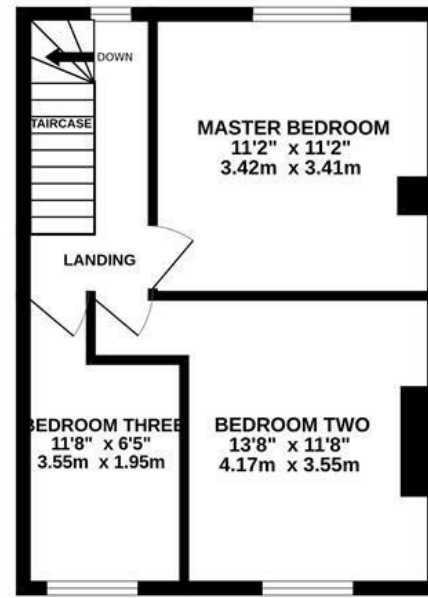 DOWN
TAIRCASE
MASTER BEDROOM
11'2" x 11'2"
3.42m x 3.41m
LANDING
BEDROOM THREE
11'8" x 6'5"
3.55m x 1.95m
BEDROOM TWO
13'8" x 11'8"
4.17m x 3.55m